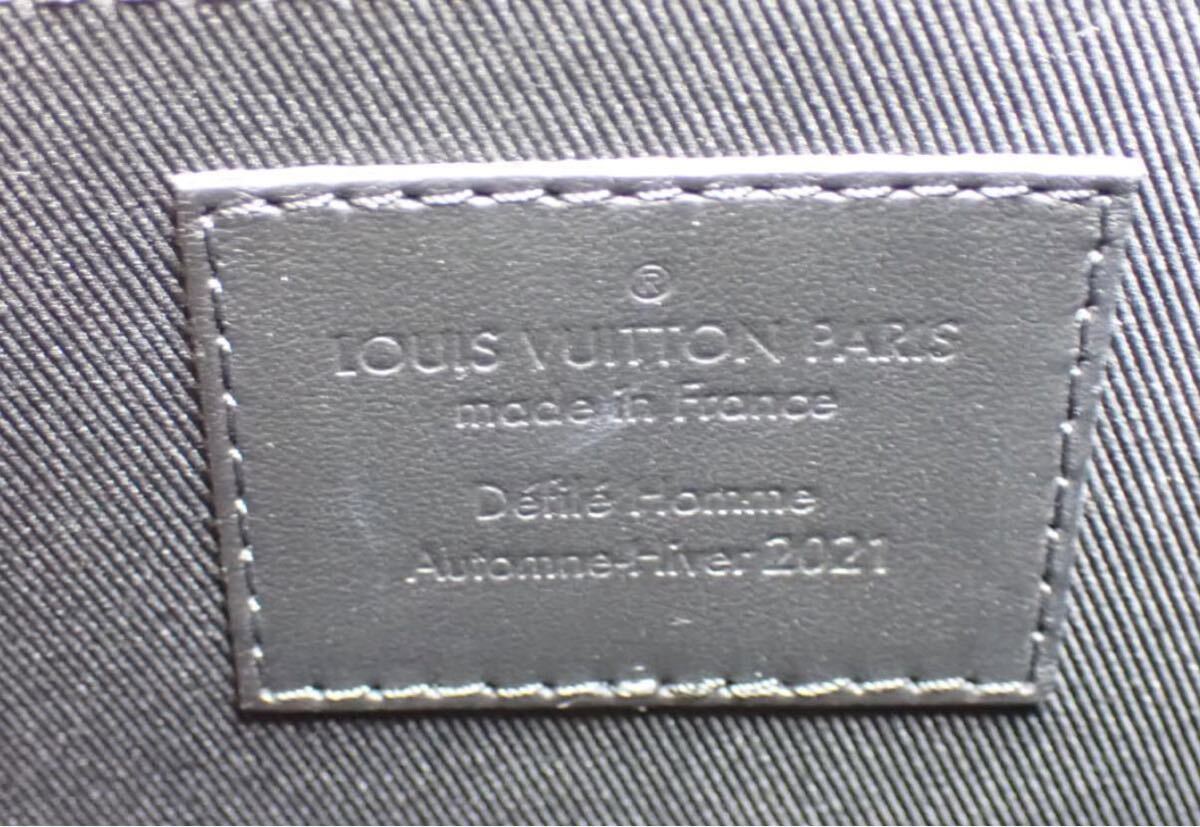 ®
LOUIS VUITTON PARIS
made in France
Défilé Homme
Automne-Hiver 2021